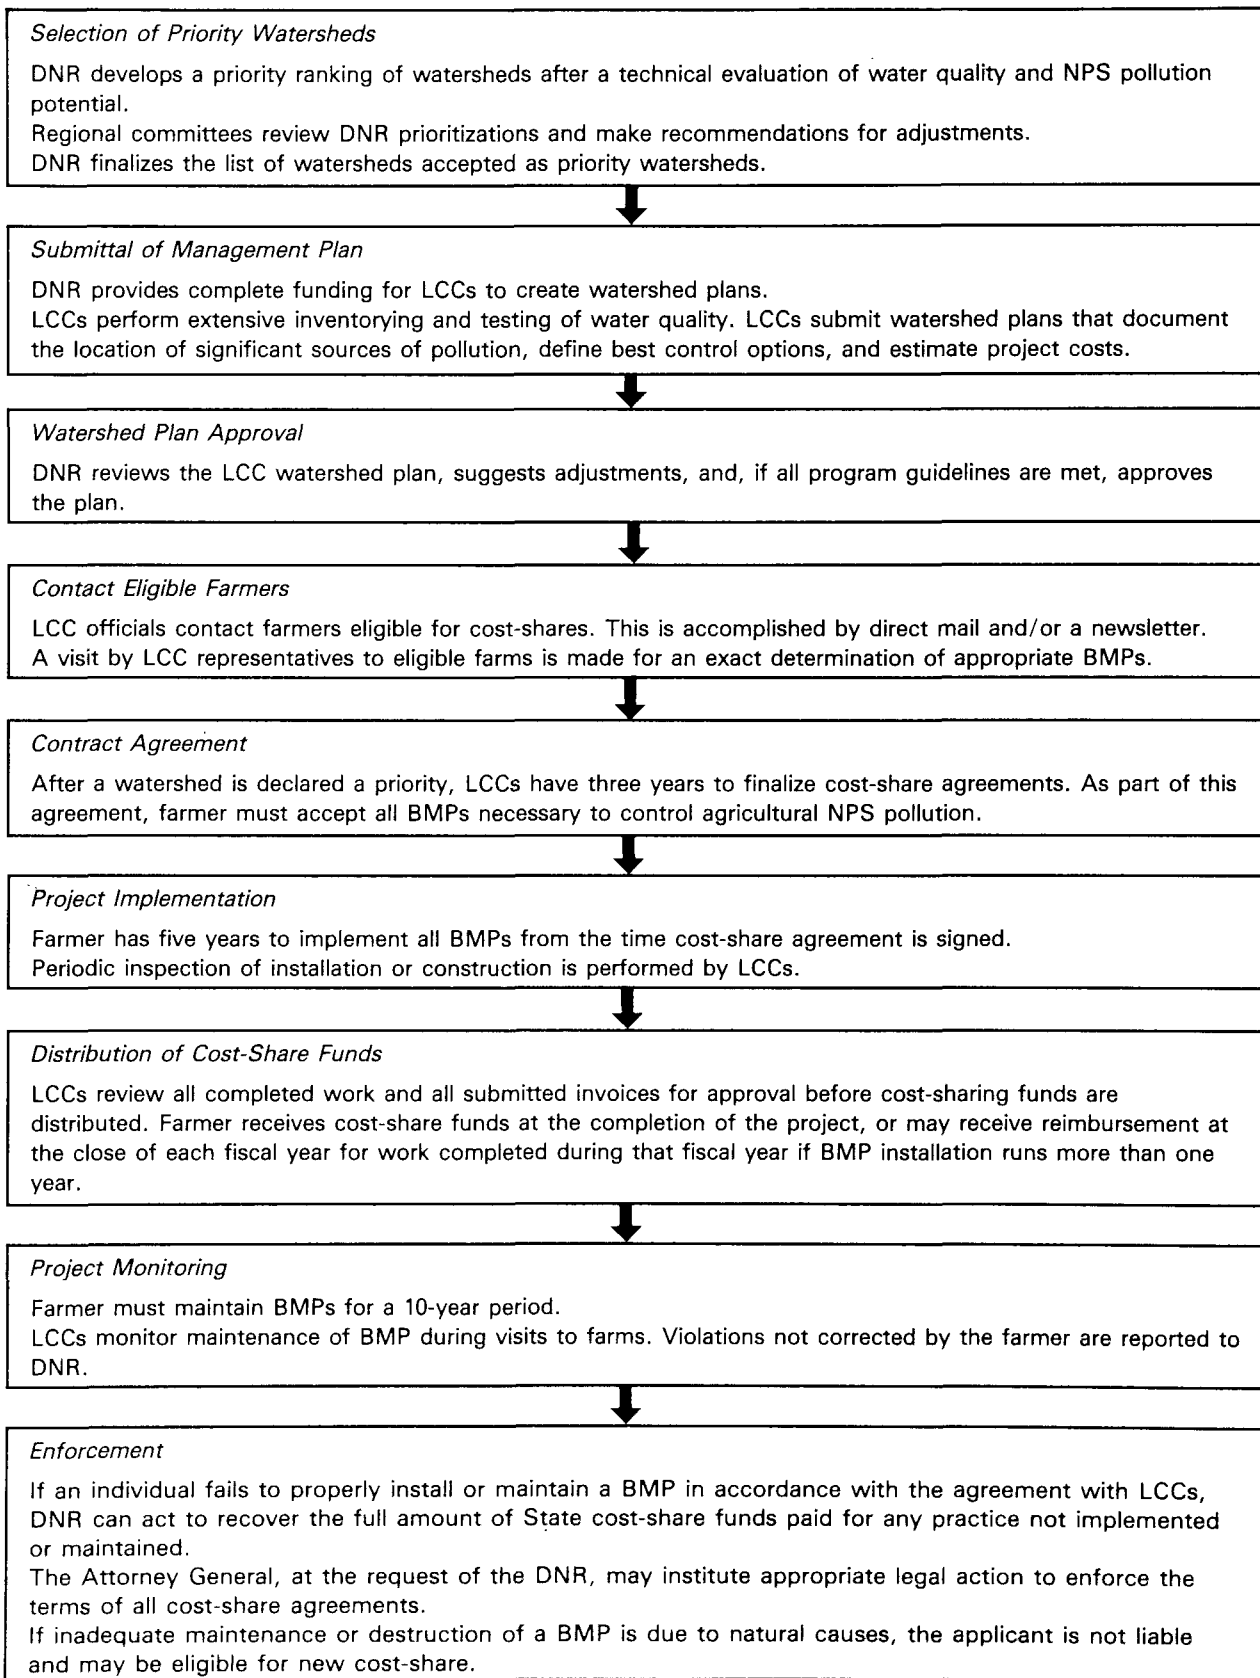 Selection of Priority Watersheds
DNR develops a priority ranking of watersheds after a technical evaluation of water quality and NPS pollution
potential.
Regional committees review DNR prioritizations and make recommendations for adjustments.
DNR finalizes the list of watersheds accepted as priority watersheds.
Submittal of Management Plan
DNR provides complete funding for LCCs to create watershed plans.
LCCs perform extensive inventorying and testing of water quality. LCCs submit watershed plans that document
the location of significant sources of pollution, define best control options, and estimate project costs.
Watershed Plan Approval
DNR reviews the LCC watershed plan, suggests adjustments, and, if all program guidelines are met, approves
the plan.
Contact Eligible Farmers
LCC officials contact farmers eligible for cost-shares. This is accomplished by direct mail and/or a newsletter.
A visit by LCC representatives to eligible farms is made for an exact determination of appropriate BMPs.
Contract Agreement
After a watershed is declared a priority, LCCs have three years to finalize cost-share agreements. As part of this
agreement, farmer must accept all BMPs necessary to control agricultural NPS pollution.
Project Implementation
Farmer has five years to implement all BMPs from the time cost-share agreement is signed.
Periodic inspection of installation or construction is performed by LCCs.
Distribution of Cost-Share Funds
LCCs review all completed work and all submitted invoices for approval before cost-sharing funds are
distributed. Farmer receives cost-share funds at the completion of the project, or may receive reimbursement at
the close of each fiscal year for work completed during that fiscal year if BMP installation runs more than one
year.
Project Monitoring
Farmer must maintain BMPs for a 10-year period.
LCCs monitor maintenance of BMP during visits to farms. Violations not corrected by the farmer are reported to
DNR.
Enforcement
If an individual fails to properly install or maintain a BMP in accordance with the agreement with LCCs,
DNR can act to recover the full amount of State cost-share funds paid for any practice not implemented
or maintained.
The Attorney General, at the request of the DNR, may institute appropriate legal action to enforce the
terms of all cost-share agreements.
If inadequate maintenance or destruction of a BMP is due to natural causes, the applicant is not liable
and may be eligible for new cost-share.